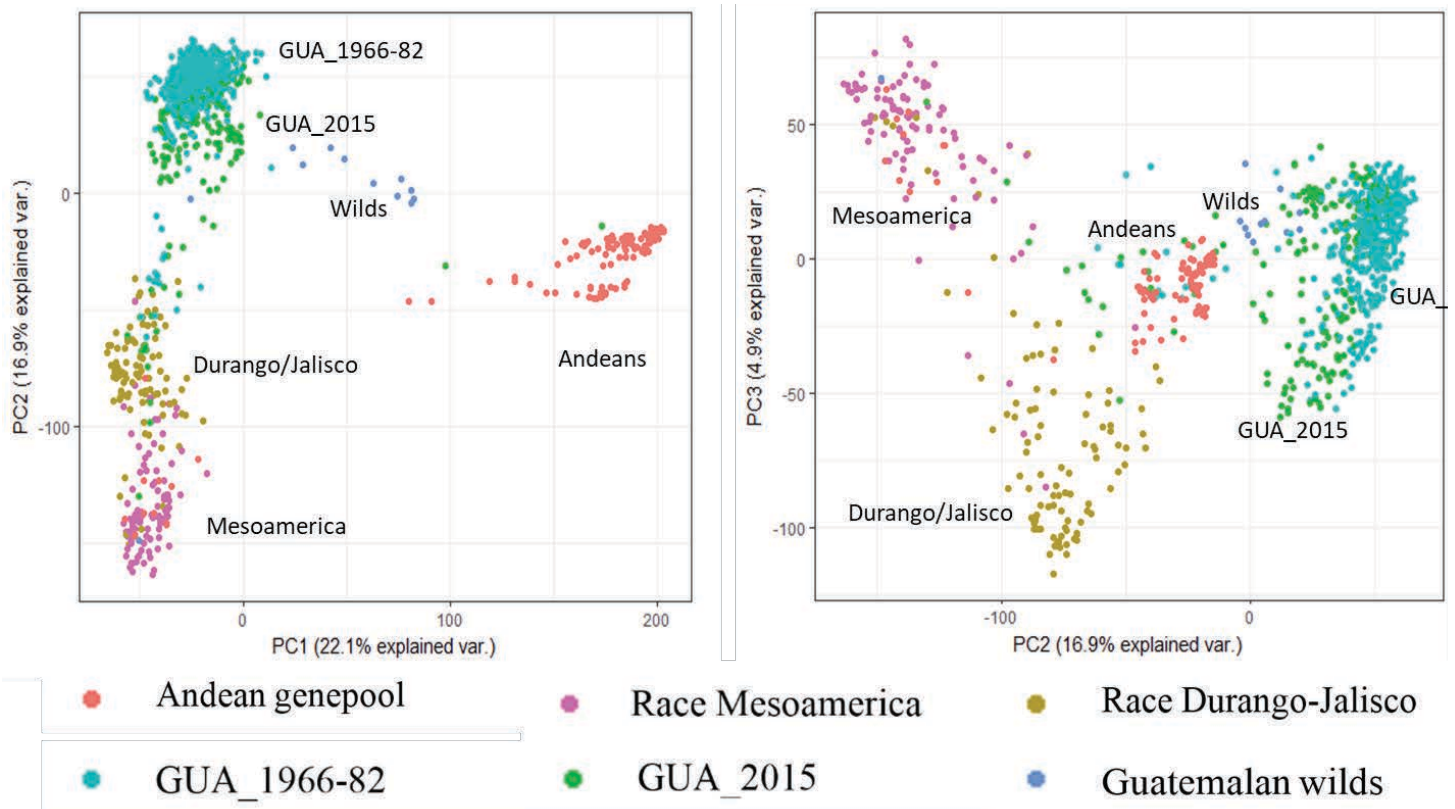 GUA_1966-82
GUA_2015
Wilds
Andeans
Durango/Jalisco
Mesoamerica
0
-100
PC2 (16.9% explained var.)
0
100
200
PC1 (22.1% explained var.)
Mesoamerica
Wilds
Andeans
GUA_
GUA_2015
Durango/Jalisco
50
0
-50
-100
PC3 (4.9% explained var.)
-100
0
PC2 (16.9% explained var.)
Andean genepool
Race Mesoamerica
Race Durango-Jalisco
GUA_1966-82
GUA_2015
Guatemalan wilds